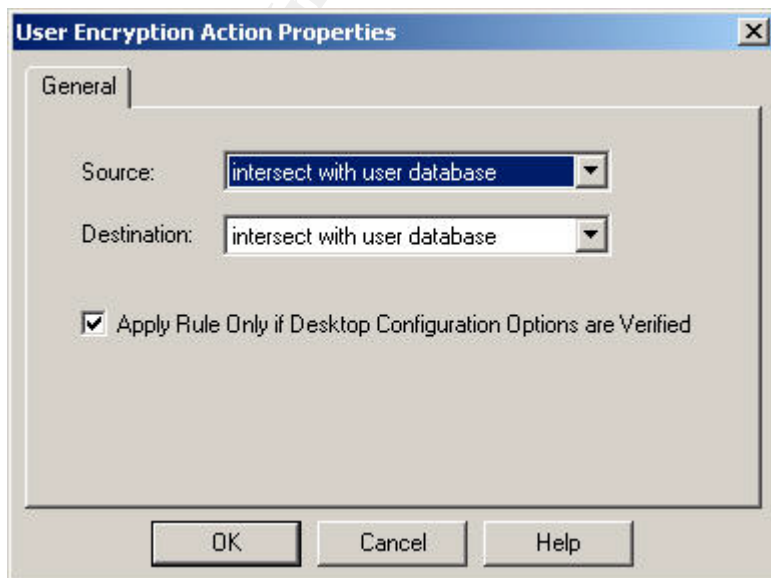 User Encryption Action Properties
General
Source: intersect with user database
Destination: intersect with user database
Apply Rule Only if Desktop Configuration Options are Verified
OK Cancel Help